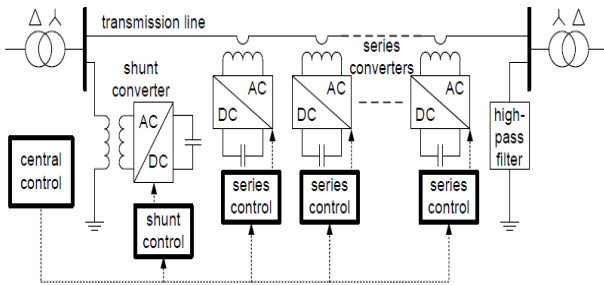 Δ
Y
transmission line
Δ
Y
shunt
converter
series
converters
AC
DC
AC
DC
AC
DC
AC
DC
high-
pass
filter
central
control
shunt
control
series
control
series
control
series
control